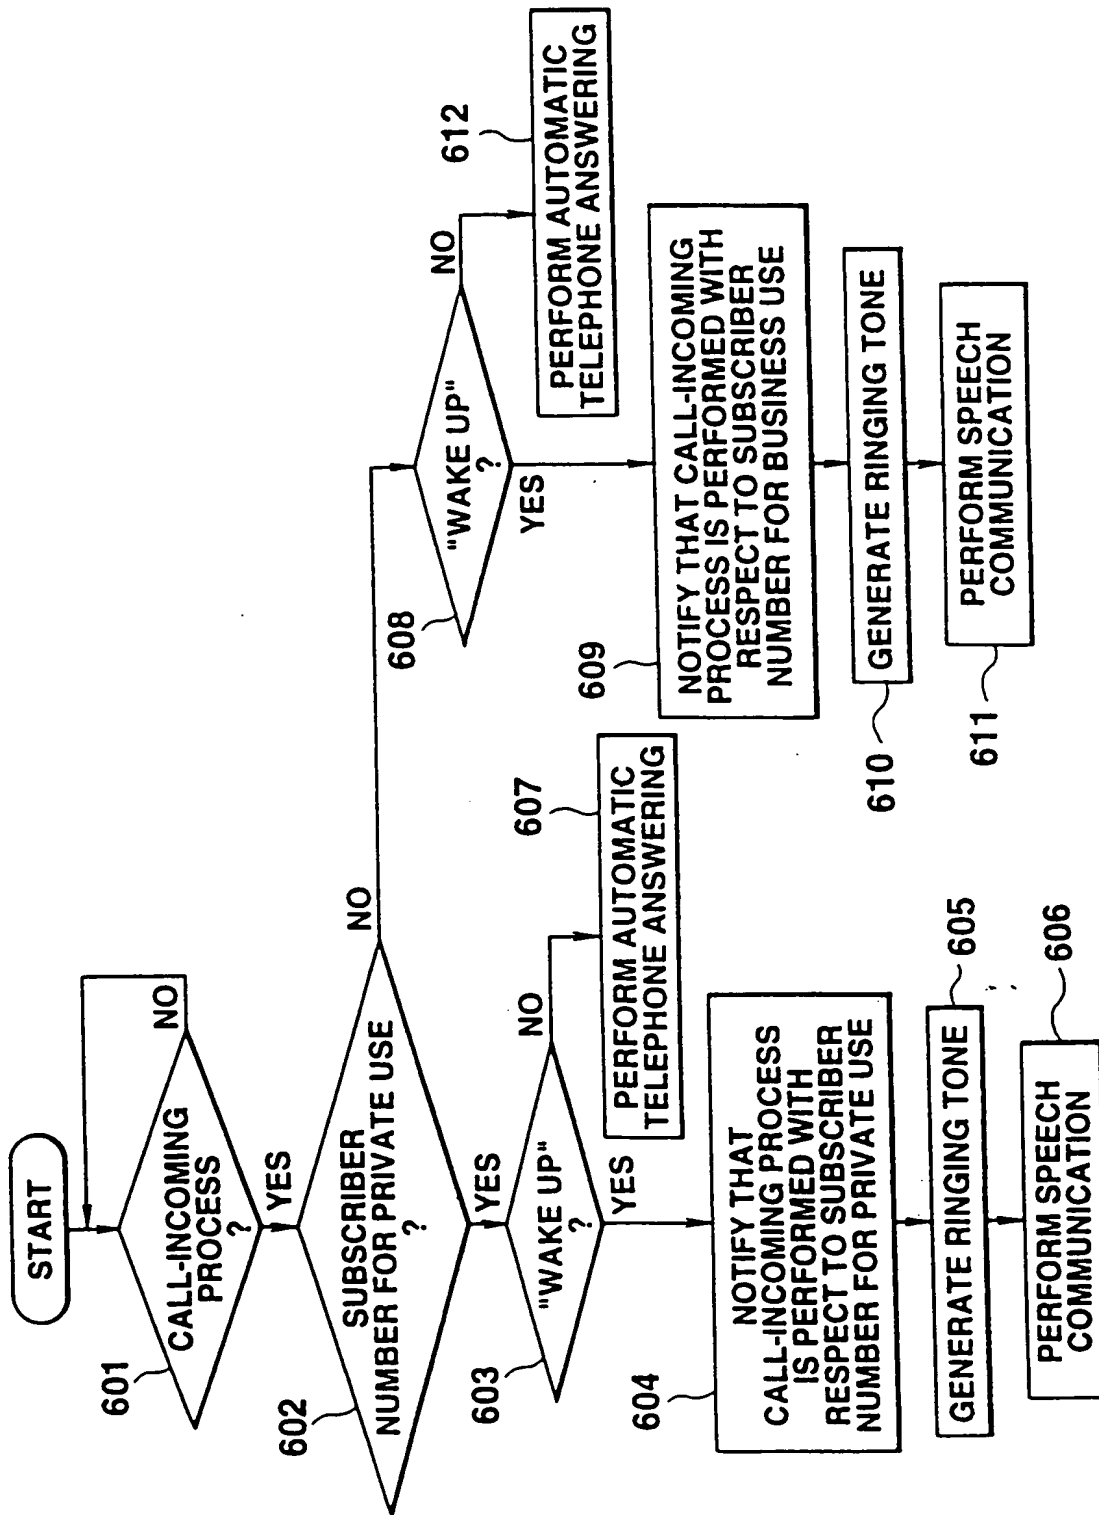 START
601
CALL-INCOMING
PROCESS
?
NO
YES
602
SUBSCRIBER
NUMBER FOR PRIVATE USE
?
NO
YES
603
"WAKE UP"
?
NO
YES
607
PERFORM AUTOMATIC
TELEPHONE ANSWERING
604
NOTIFY THAT
CALL-INCOMING PROCESS
IS PERFORMED WITH
RESPECT TO SUBSCRIBER
NUMBER FOR PRIVATE USE
GENERATE RINGING TONE
605
PERFORM SPEECH
COMMUNICATION
606
608
"WAKE UP"
?
NO
YES
612
PERFORM AUTOMATIC
TELEPHONE ANSWERING
609
NOTIFY THAT CALL-INCOMING
PROCESS IS PERFORMED WITH
RESPECT TO SUBSCRIBER
NUMBER FOR BUSINESS USE
610
GENERATE RINGING TONE
611
PERFORM SPEECH
COMMUNICATION